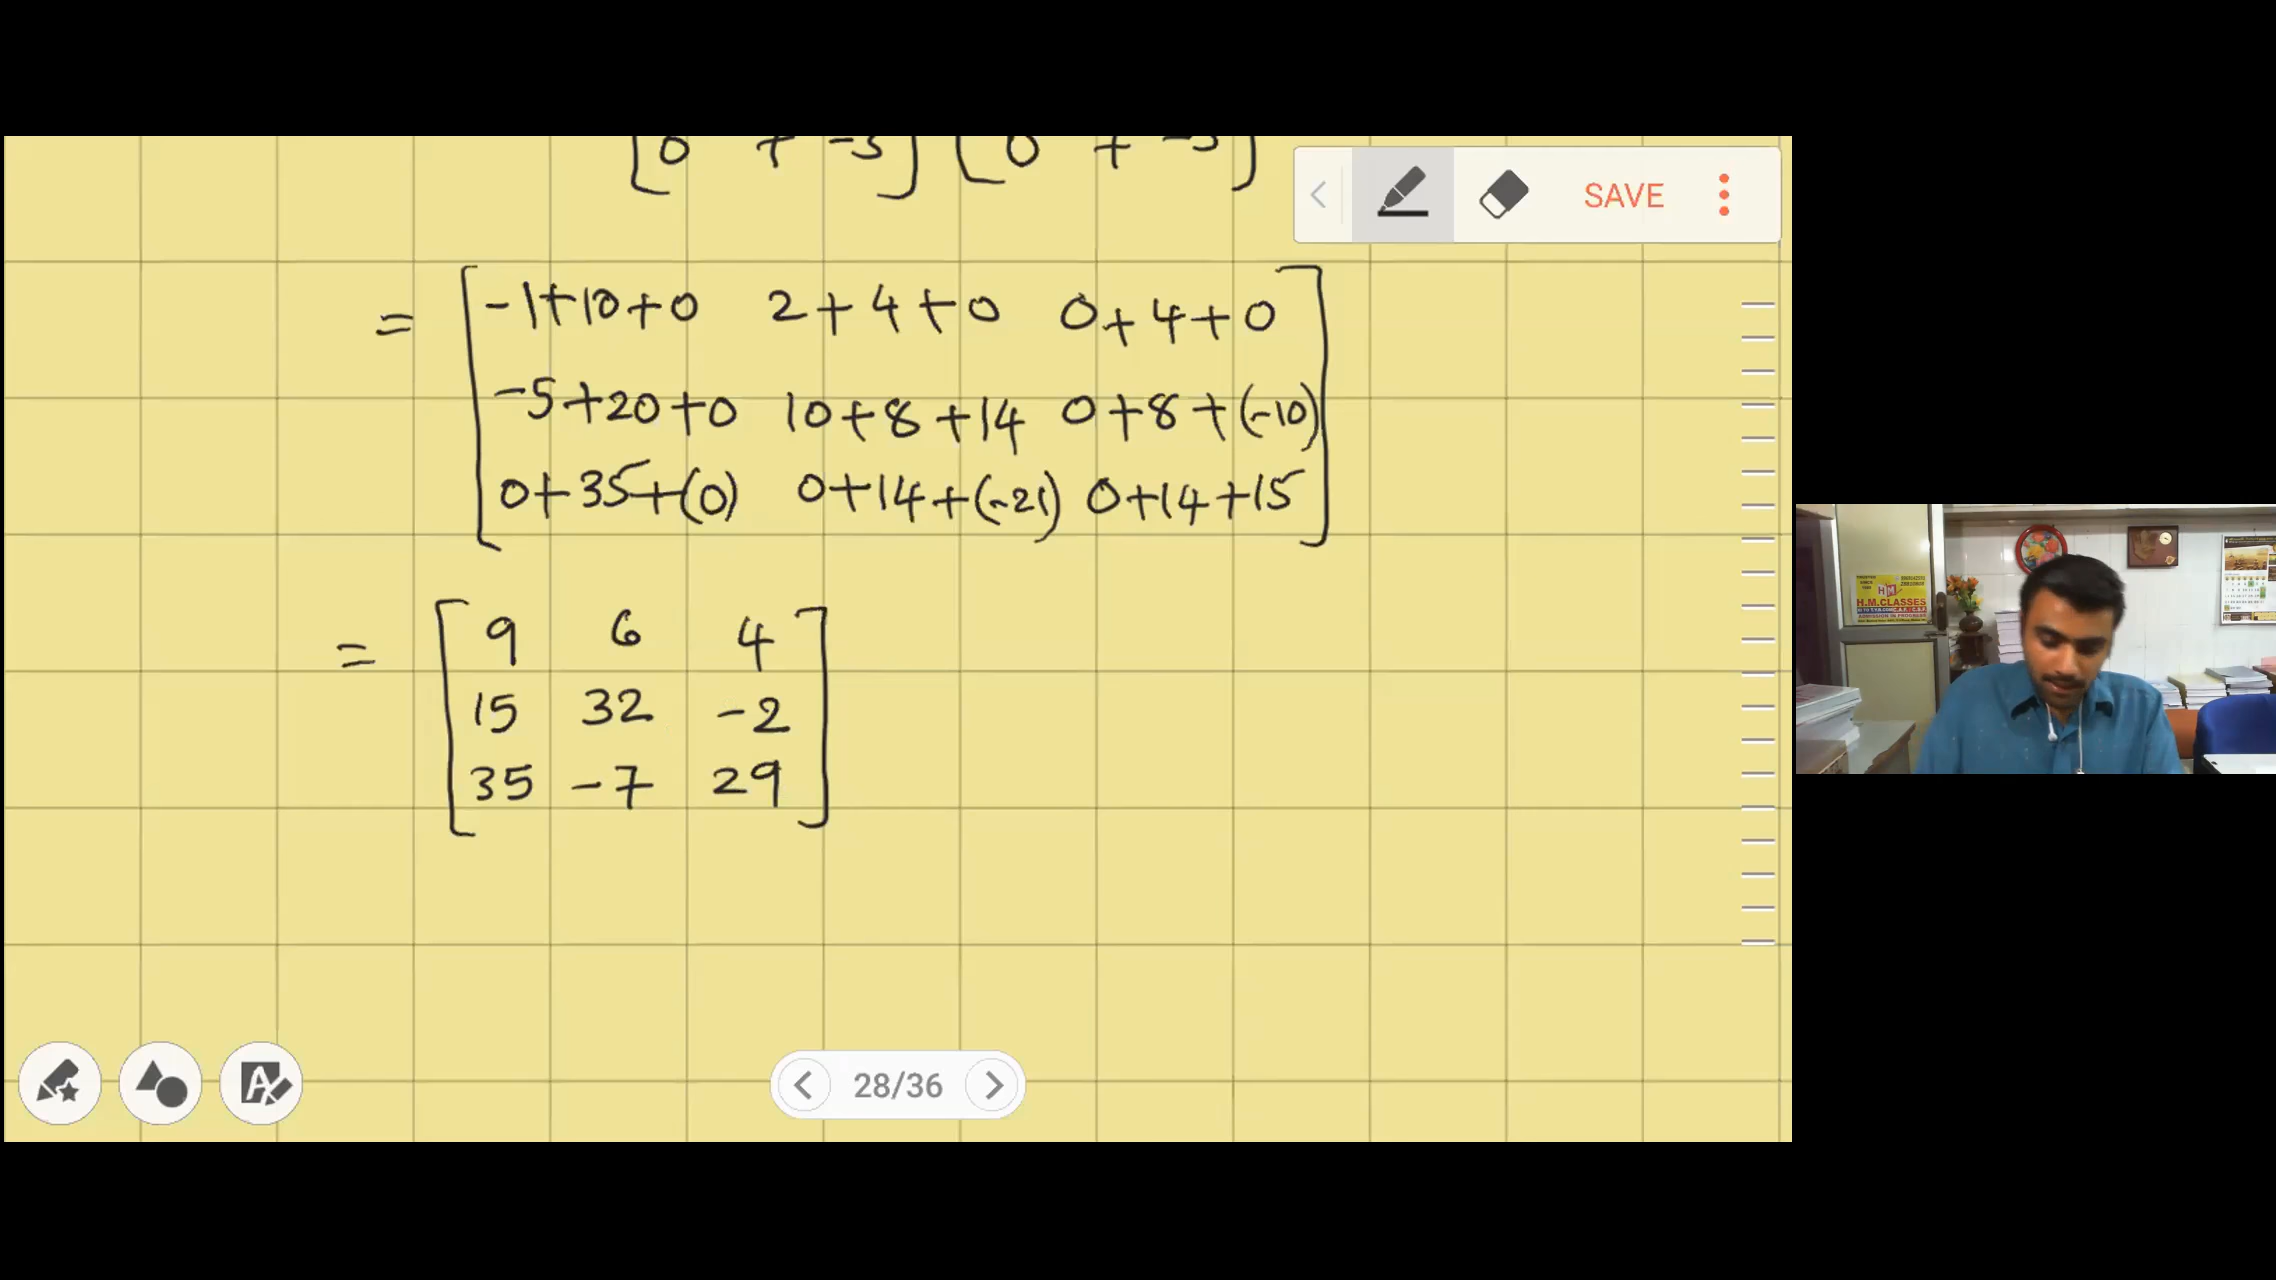 SAVE
= [ -1+10+0 2+4+0 0+4+0
-5+20+0 10+8+14 0+8+(-10)
0+35+(0) 0+14+(-21) 0+14+15 ]
= [ 9 6 4
15 32 -2
35 -7 29 ]
28/36
HM
H.M.CLASSES